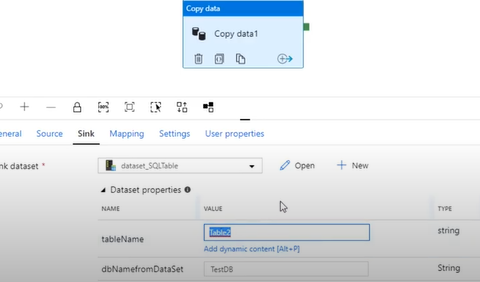 Copy data
Copy data1
100%
eneral Source Sink Mapping Settings User properties
nk dataset * dataset_SQLTable Open New
Dataset properties
NAME VALUE TYPE
tableName Table2 string
Add dynamic content [Alt+P]
dbNamefromDataSet TestDB String